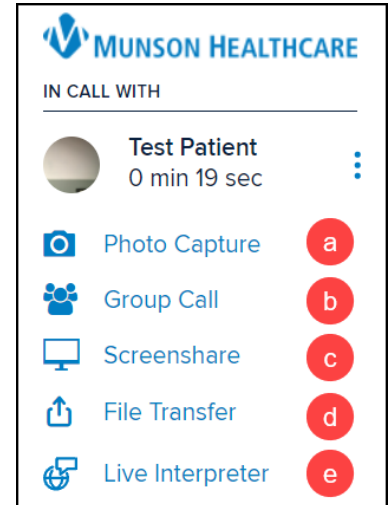 MUNSON HEALTHCARE
IN CALL WITH
Test Patient
0 min 19 sec
Photo Capture a
Group Call b
Screenshare c
File Transfer d
Live Interpreter e